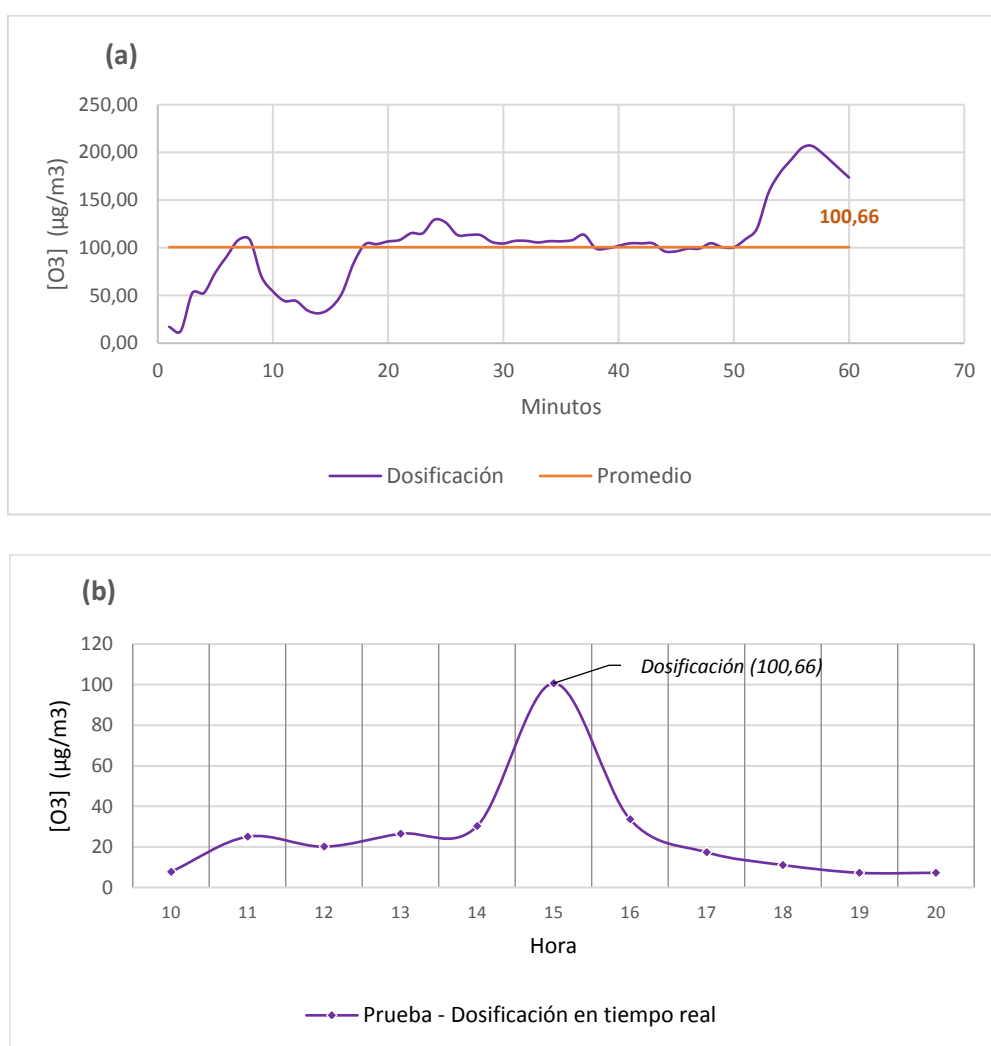 (a)
[O3] (µg/m3)
250,00
200,00
150,00
100,00
50,00
0,00
100,66
0 10 20 30 40 50 60 70
Minutos
Dosificación Promedio
(b)
[O3] (µg/m3)
120
100
80
60
40
20
0
Dosificación (100,66)
10 11 12 13 14 15 16 17 18 19 20
Hora
Prueba - Dosificación en tiempo real